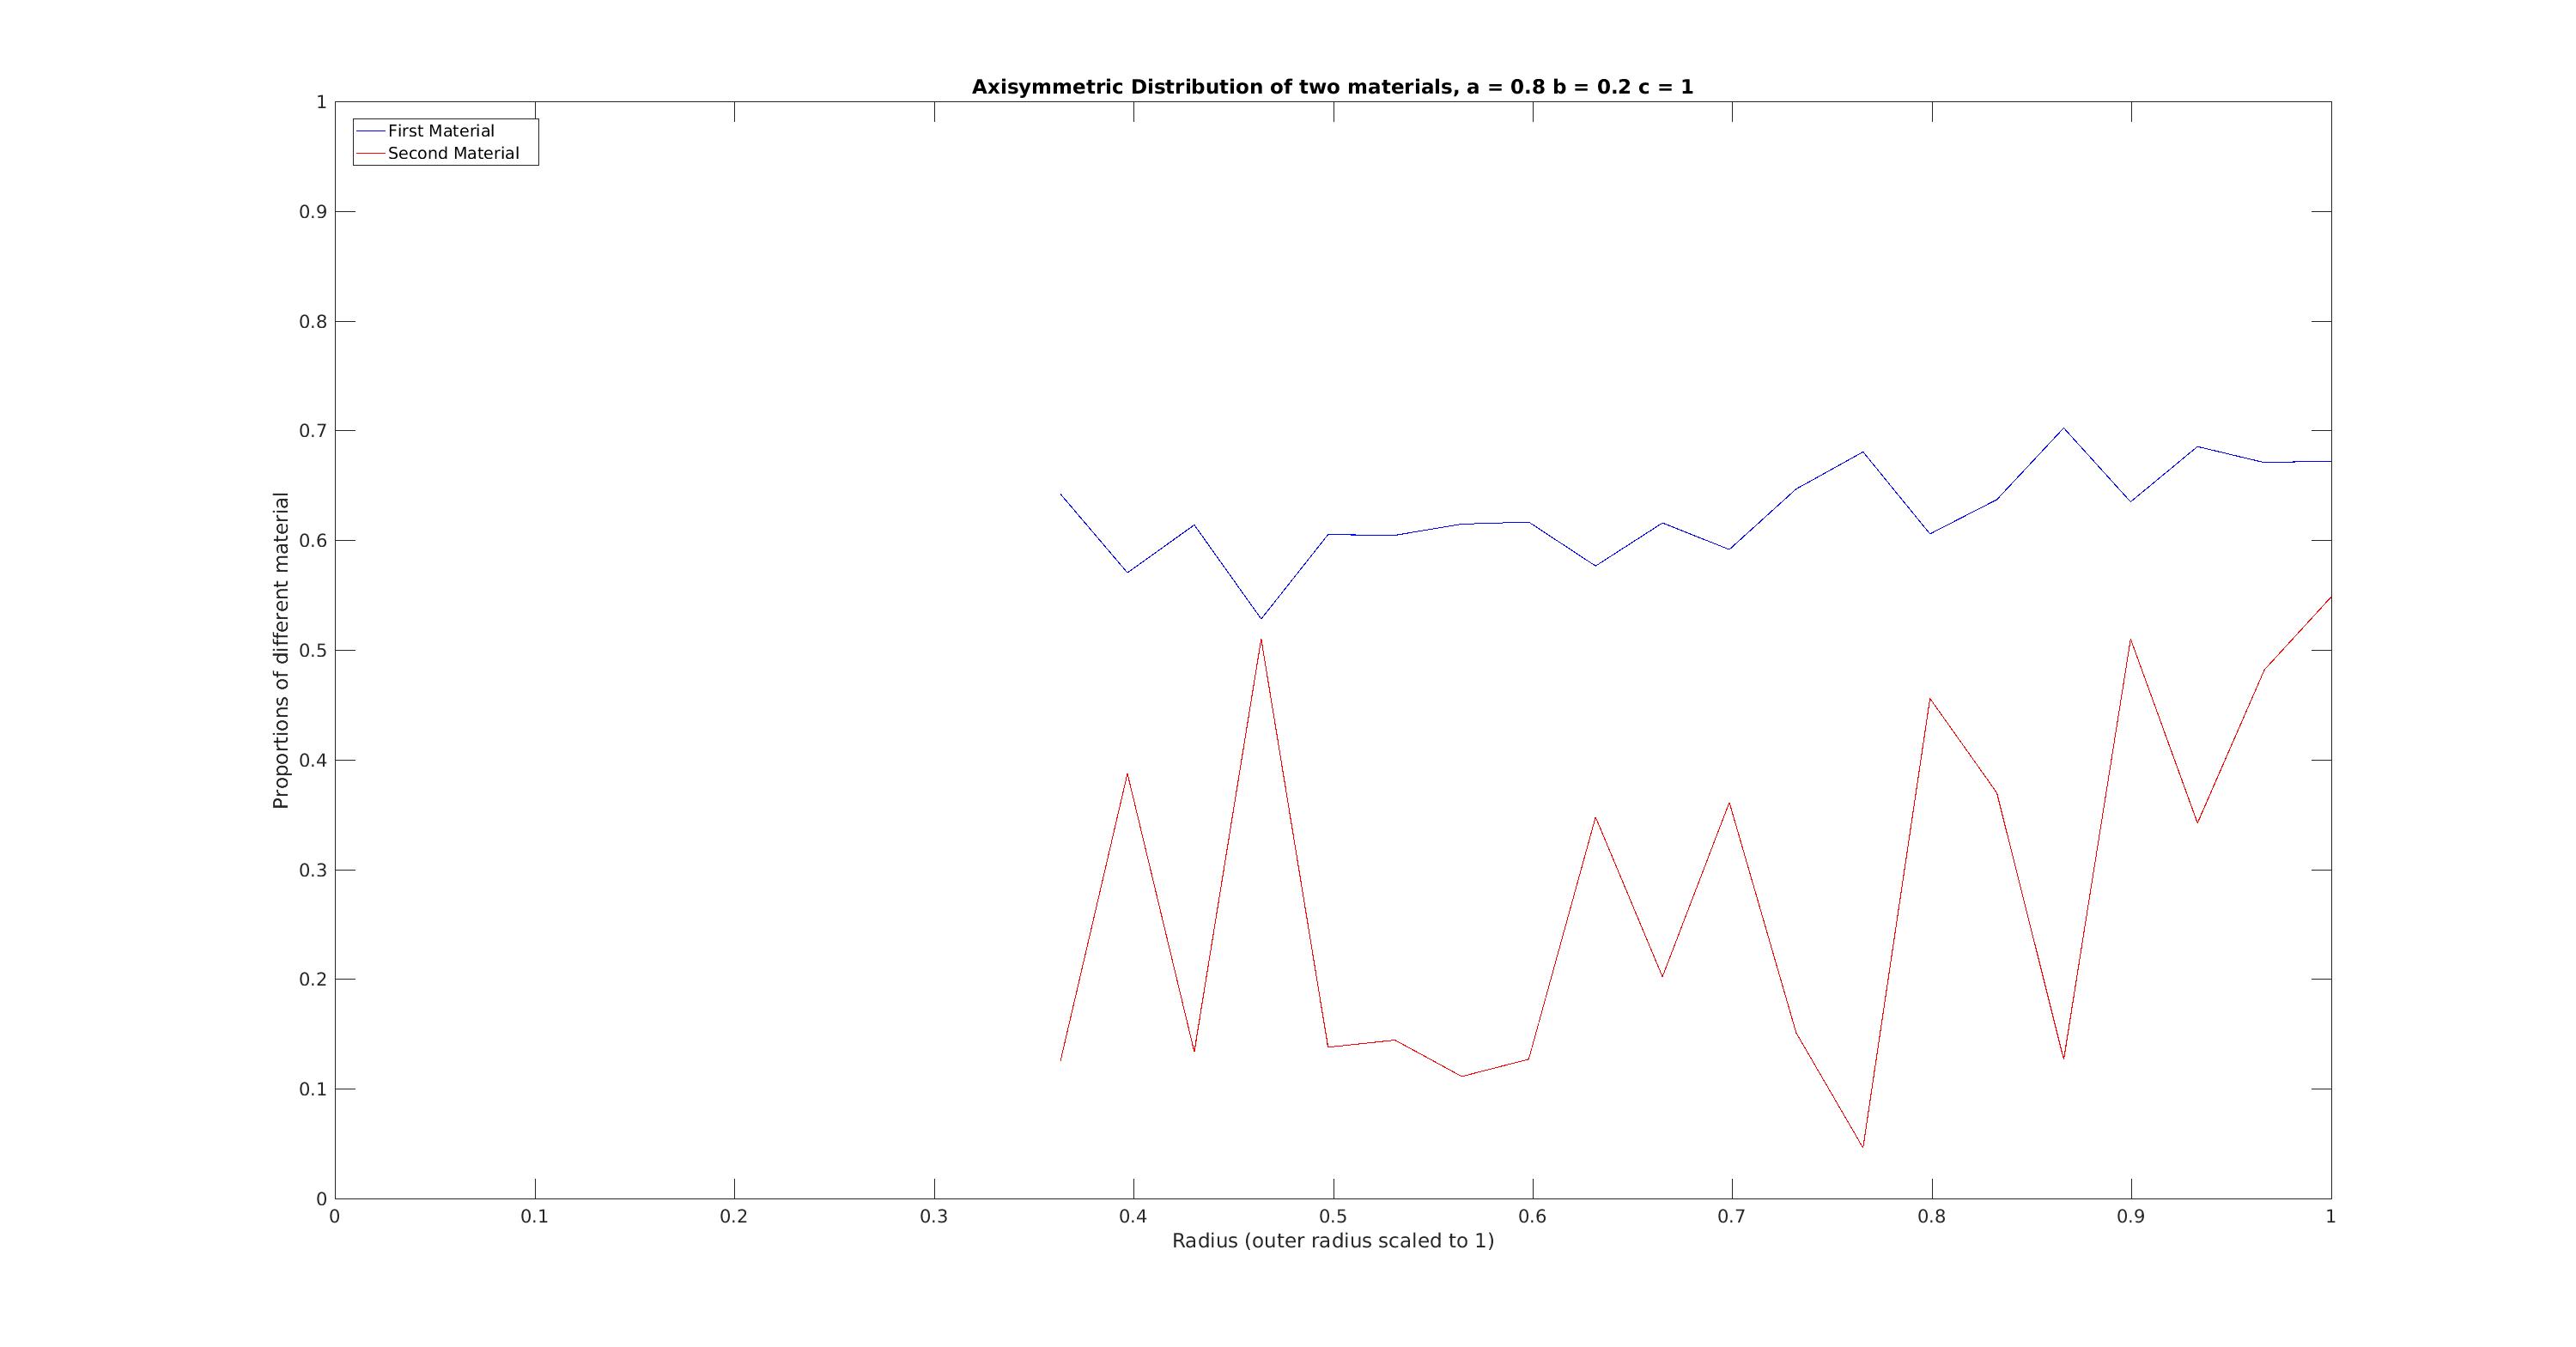 Axisymmetric Distribution of two materials, a = 0.8 b = 0.2 c = 1
First Material
Second Material
1
0.9
0.8
0.7
0.6
0.5
0.4
0.3
0.2
0.1
0
Proportions of different material
0 0.1 0.2 0.3 0.4 0.5 0.6 0.7 0.8 0.9 1
Radius (outer radius scaled to 1)